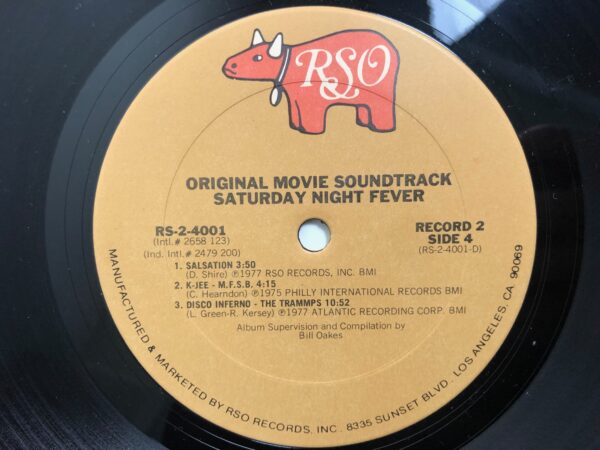 RSO
ORIGINAL MOVIE SOUNDTRACK
SATURDAY NIGHT FEVER
RS-2-4001
(Intl.# 2658 123)
(Ind. Intl.# 2479 200)
RECORD 2
SIDE 4
(RS-2-4001-D)
1. SALSATION 3:50
(D. Shire) ℗1977 RSO RECORDS, INC. BMI
2. K-JEE - M.F.S.B. 4:15
(C. Hearndon) ℗1975 PHILLY INTERNATIONAL RECORDS BMI
3. DISCO INFERNO - THE TRAMMPS 10:52
(L. Green-R. Kersey) ℗1977 ATLANTIC RECORDING CORP. BMI
Album Supervision and Compilation by
Bill Oakes
MANUFACTURED & MARKETED BY RSO RECORDS, INC. 8335 SUNSET BLVD. LOS ANGELES, CA 90069